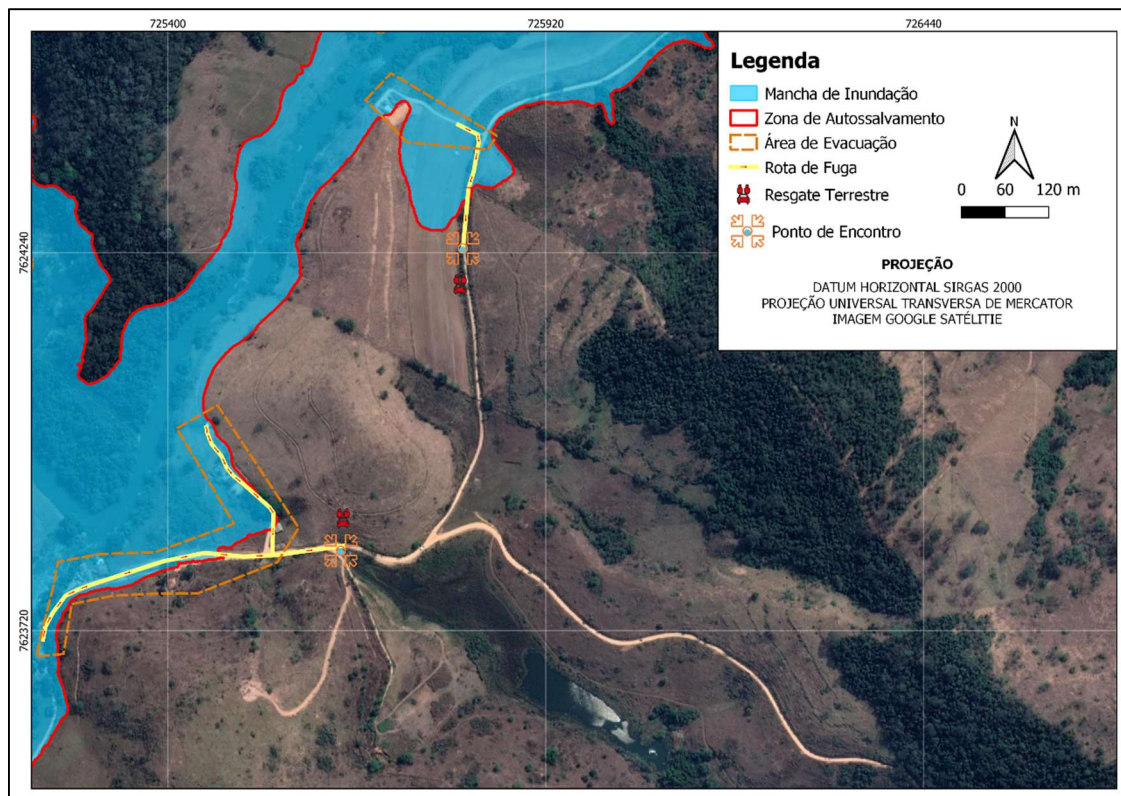 725400
725920
726440
Legenda
Mancha de Inundação
Zona de Autossalvamento
Área de Evacuação
Rota de Fuga
Resgate Terrestre
Ponto de Encontro
N
0 60 120 m
PROJEÇÃO
DATUM HORIZONTAL SIRGAS 2000
PROJEÇÃO UNIVERSAL TRANSVERSA DE MERCATOR
IMAGEM GOOGLE SATÉLITIE
7624240
7623720